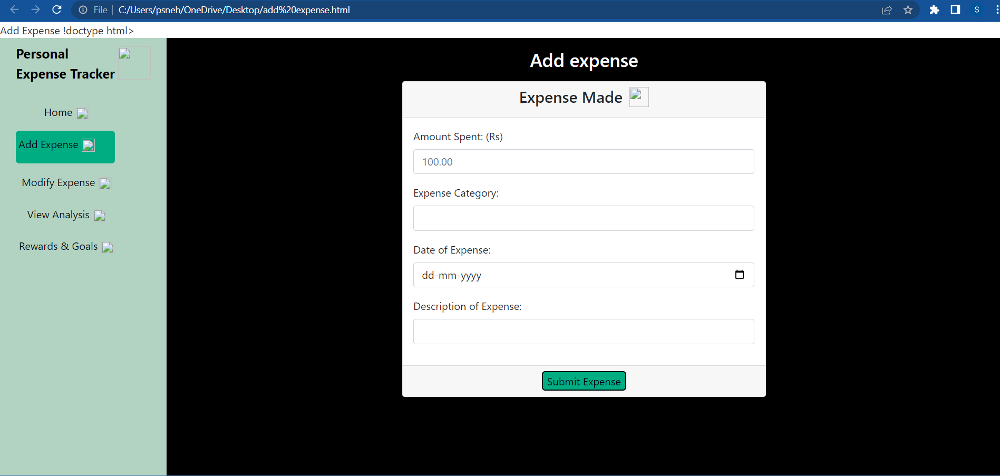 File | C:/Users/psneh/OneDrive/Desktop/add%20expense.html
S
Add Expense !doctype html>
Personal
Expense Tracker
Home
Add Expense
Modify Expense
View Analysis
Rewards & Goals
Add expense
Expense Made
Amount Spent: (Rs)
100.00
Expense Category:
Date of Expense:
dd-mm-yyyy
Description of Expense:
Submit Expense